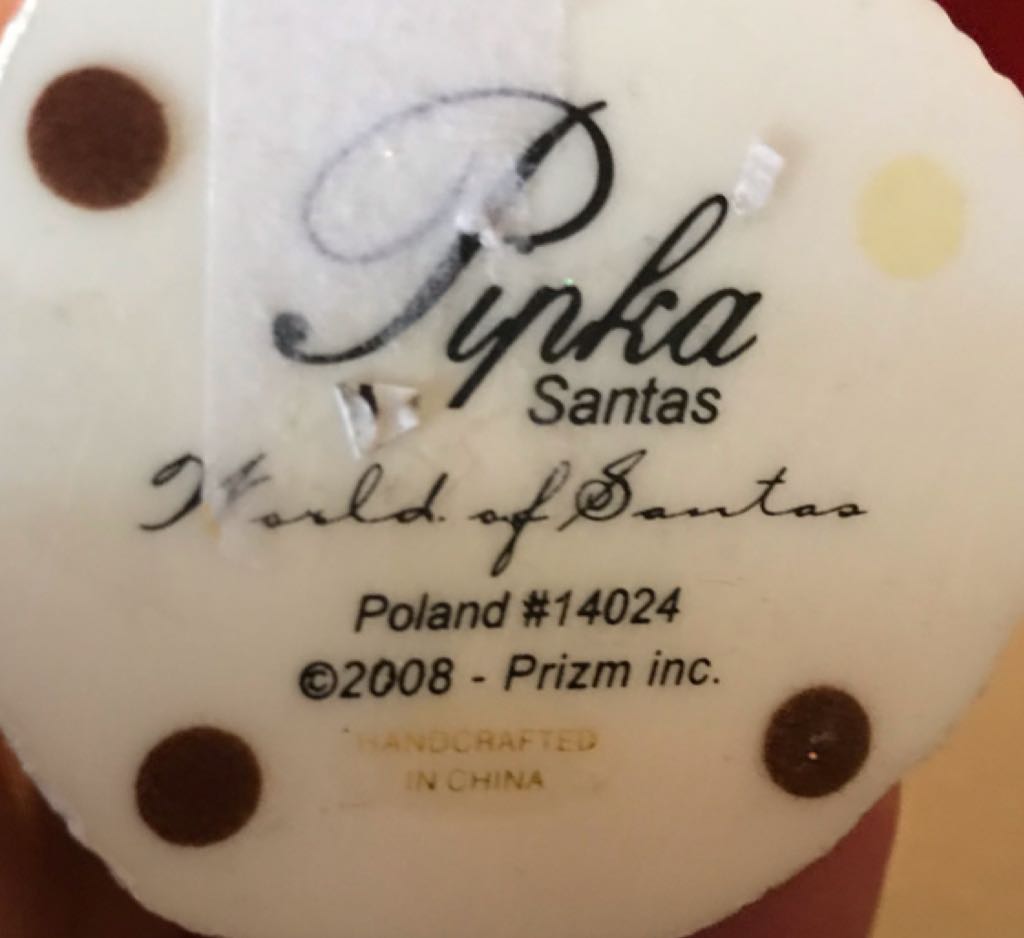 Pipka
Santas
World of Santas
Poland #14024
©2008 - Prizm inc.
HANDCRAFTED
IN CHINA